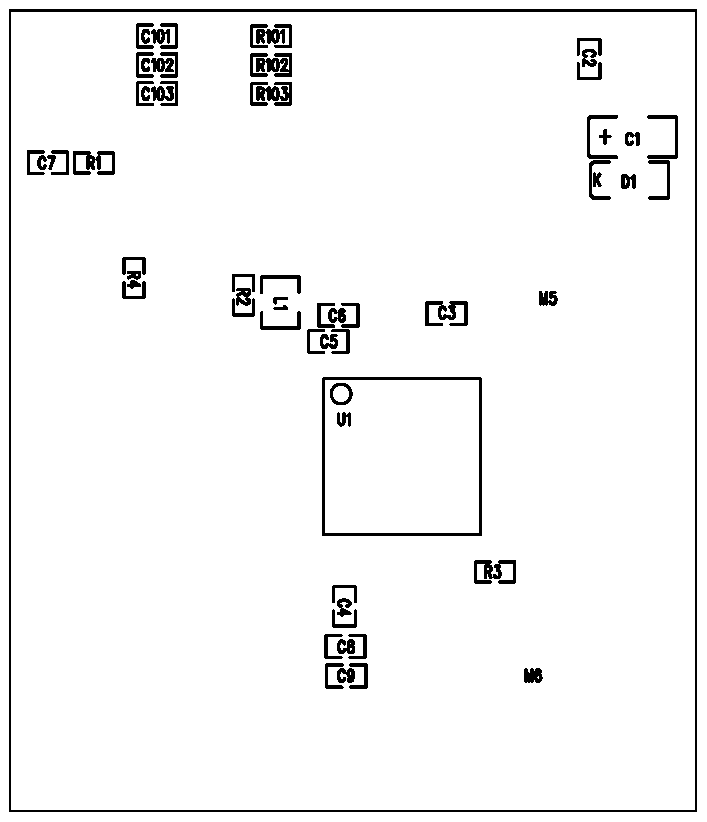 C101 R101
C2
C102 R102
C103 R103
+ C1
C7 R1
K D1
R4
R2 L1 M5
C6 C3
C5
U1
R3
C4
C8
C9 M6